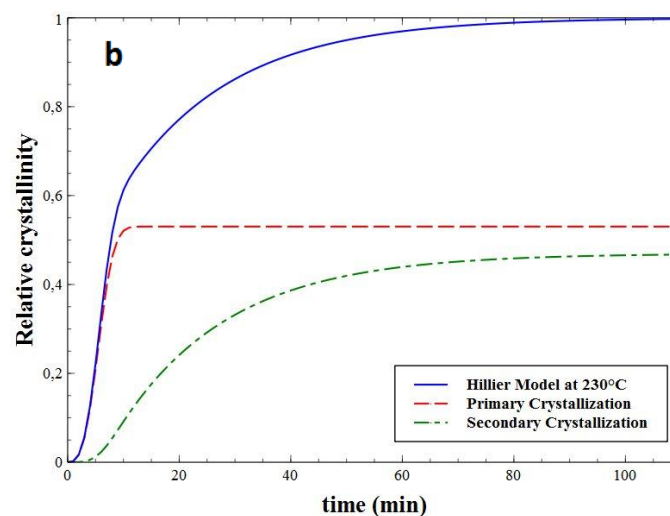 b
1
0,8
0,6
0,4
0,2
0
0
20
40
60
80
100
Relative crystallinity
time (min)
Hillier Model at 230°C
Primary Crystallization
Secondary Crystallization